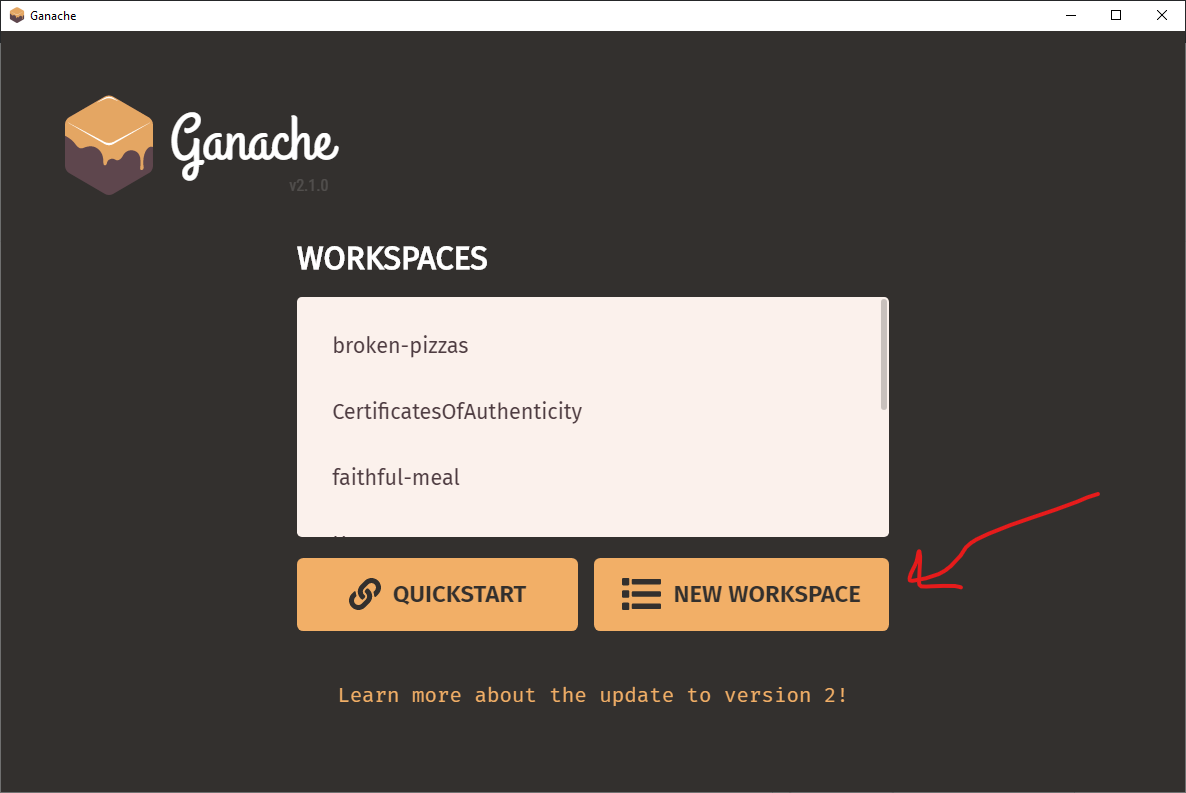 Ganache
Ganache
v2.1.0
WORKSPACES
broken-pizzas
CertificatesOfAuthenticity
faithful-meal
QUICKSTART
NEW WORKSPACE
Learn more about the update to version 2!